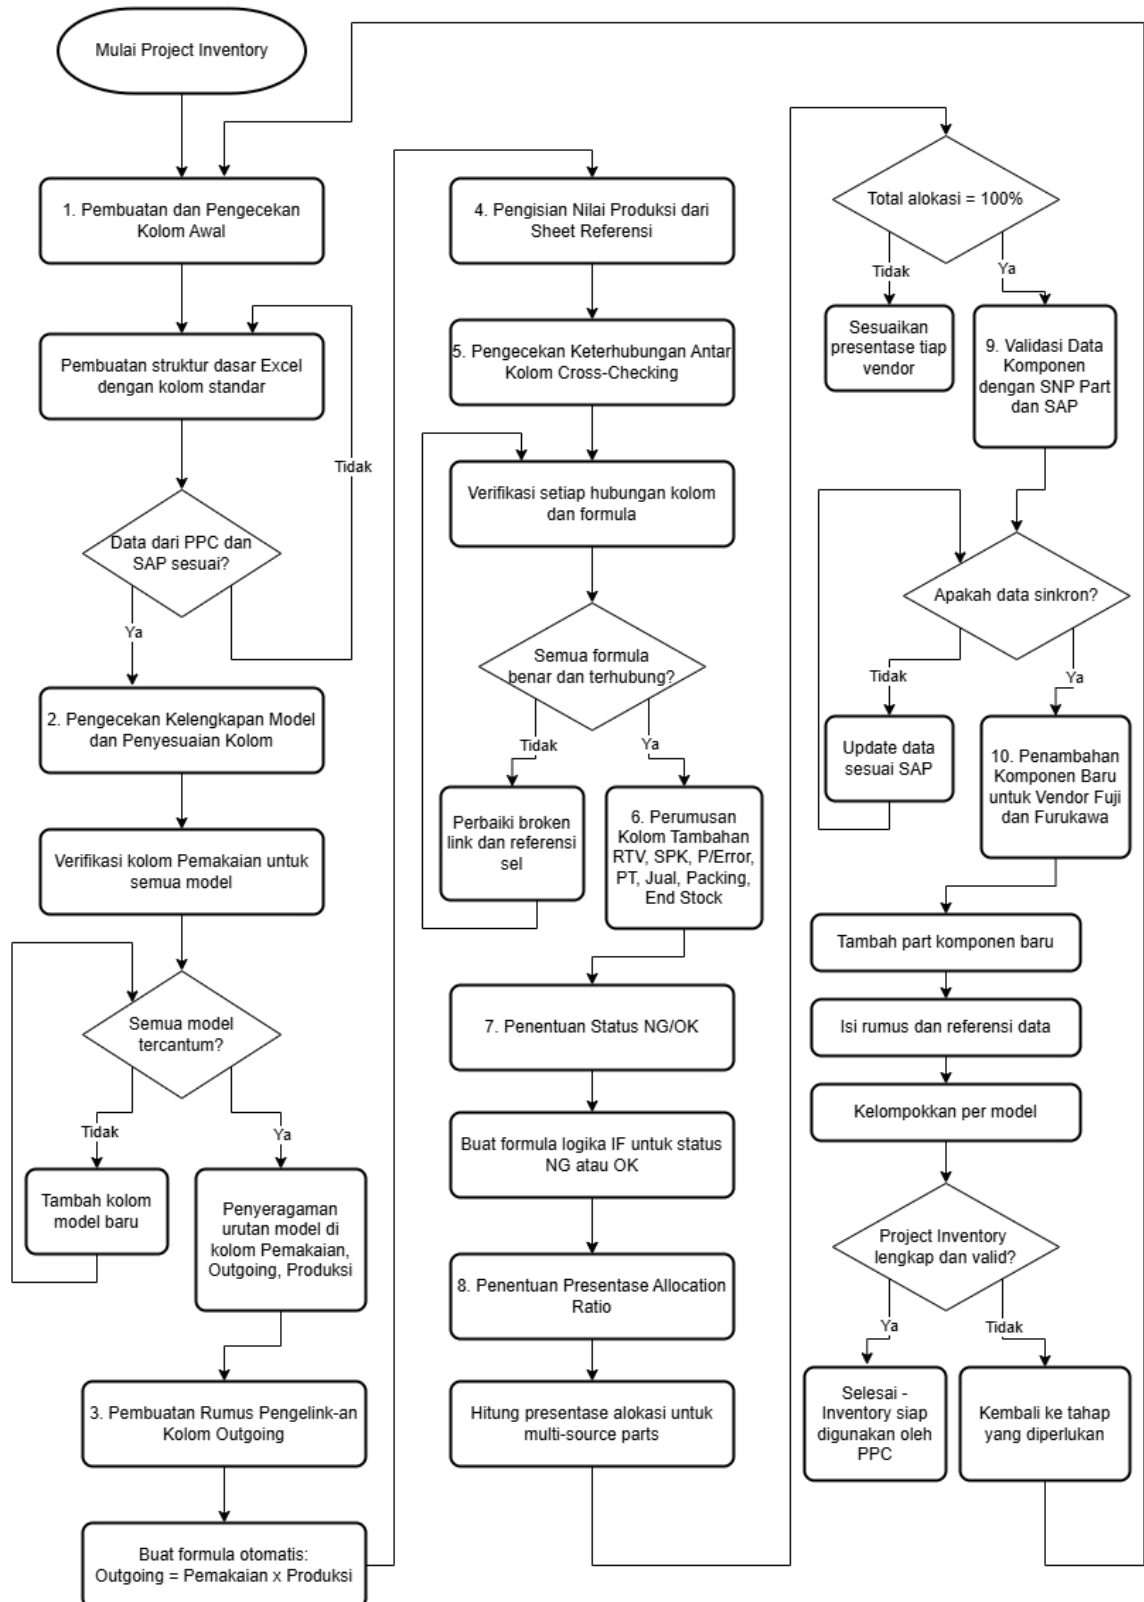 Mulai Project Inventory
1. Pembuatan dan Pengecekan
Kolom Awal
Pembuatan struktur dasar Excel
dengan kolom standar
Tidak
Data dari PPC dan
SAP sesuai?
Ya
2. Pengecekan Kelengkapan Model
dan Penyesuaian Kolom
Verifikasi kolom Pemakaian untuk
semua model
Semua model
tercantum?
Tidak
Ya
Tambah kolom
model baru
Penyeragaman
urutan model di
kolom Pemakaian,
Outgoing, Produksi
3. Pembuatan Rumus Pengelink-an
Kolom Outgoing
Buat formula otomatis:
Outgoing = Pemakaian x Produksi
4. Pengisian Nilai Produksi dari
Sheet Referensi
5. Pengecekan Keterhubungan Antar
Kolom Cross-Checking
Verifikasi setiap hubungan kolom
dan formula
Semua formula
benar dan terhubung?
Tidak
Ya
Perbaiki broken
link dan referensi
sel
6. Perumusan
Kolom Tambahan
RTV, SPK, P/Error,
PT, Jual, Packing,
End Stock
7. Penentuan Status NG/OK
Buat formula logika IF untuk status
NG atau OK
8. Penentuan Presentase Allocation
Ratio
Hitung presentase alokasi untuk
multi-source parts
Total alokasi = 100%
Tidak
Ya
Sesuaikan
presentase tiap
vendor
9. Validasi Data
Komponen
dengan SNP Part
dan SAP
Apakah data sinkron?
Tidak
Ya
Update data
sesuai SAP
10. Penambahan
Komponen Baru
untuk Vendor Fuji
dan Furukawa
Tambah part komponen baru
Isi rumus dan referensi data
Kelompokkan per model
Project Inventory
lengkap dan valid?
Ya
Tidak
Selesai -
Inventory siap
digunakan oleh
PPC
Kembali ke tahap
yang diperlukan